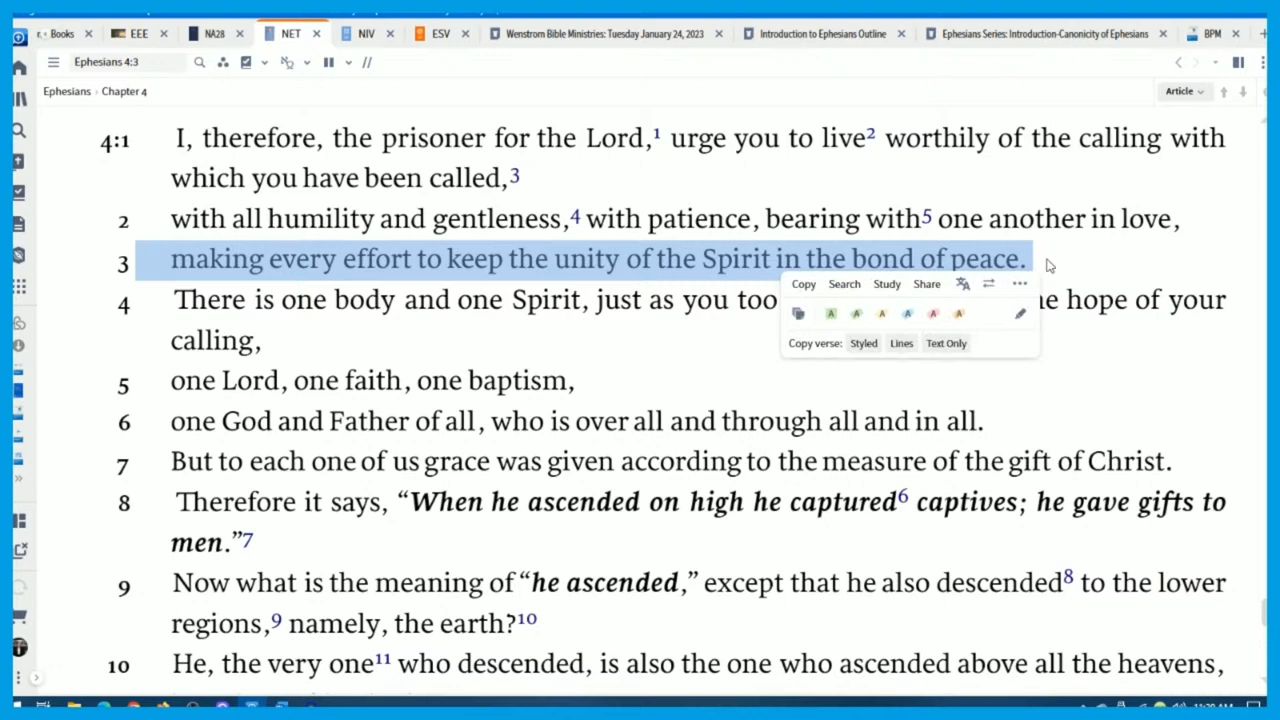 Books EEE NA28 NET NIV ESV Wenstrom Bible Ministries: Tuesday January 24, 2023 Introduction to Ephesians Outline Ephesians Series: Introduction-Canonicity of Ephesians BPM
Ephesians 4:3
Ephesians › Chapter 4 Article
4:1 I, therefore, the prisoner for the Lord,1 urge you to live2 worthily of the calling with
which you have been called,3
2 with all humility and gentleness,4 with patience, bearing with5 one another in love,
3 making every effort to keep the unity of the Spirit in the bond of peace.
Copy Search Study Share
4 There is one body and one Spirit, just as you too hope of your
A A A A A A
Copy verse: Styled Lines Text Only
calling,
5 one Lord, one faith, one baptism,
6 one God and Father of all, who is over all and through all and in all.
7 But to each one of us grace was given according to the measure of the gift of Christ.
8 Therefore it says, “When he ascended on high he captured6 captives; he gave gifts to
men.”7
9 Now what is the meaning of “he ascended,” except that he also descended8 to the lower
regions,9 namely, the earth?10
10 He, the very one11 who descended, is also the one who ascended above all the heavens,